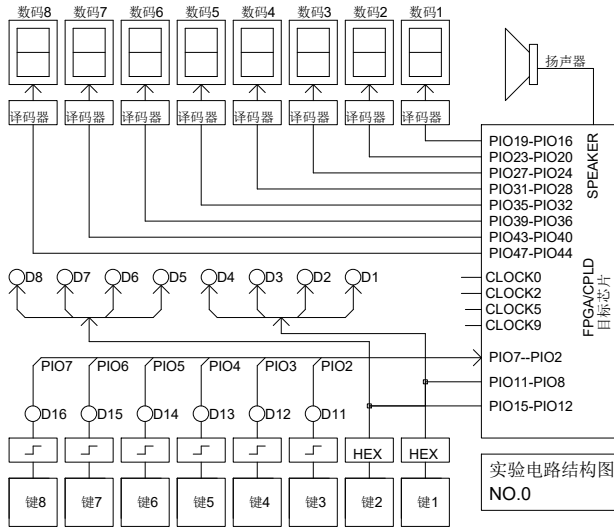 数码8 数码7 数码6 数码5 数码4 数码3 数码2 数码1
扬声器
译码器 译码器 译码器 译码器 译码器 译码器 译码器 译码器
SPEAKER
PIO19-PIO16
PIO23-PIO20
PIO27-PIO24
PIO31-PIO28
PIO35-PIO32
PIO39-PIO36
PIO43-PIO40
PIO47-PIO44
D8 D7 D6 D5 D4 D3 D2 D1
CLOCK0
CLOCK2
CLOCK5
CLOCK9
FPGA/CPLD
目标芯片
PIO7 PIO6 PIO5 PIO4 PIO3 PIO2
PIO7--PIO2
PIO11-PIO8
PIO15-PIO12
D16 D15 D14 D13 D12 D11
HEX HEX
键8 键7 键6 键5 键4 键3 键2 键1
实验电路结构图
NO.0